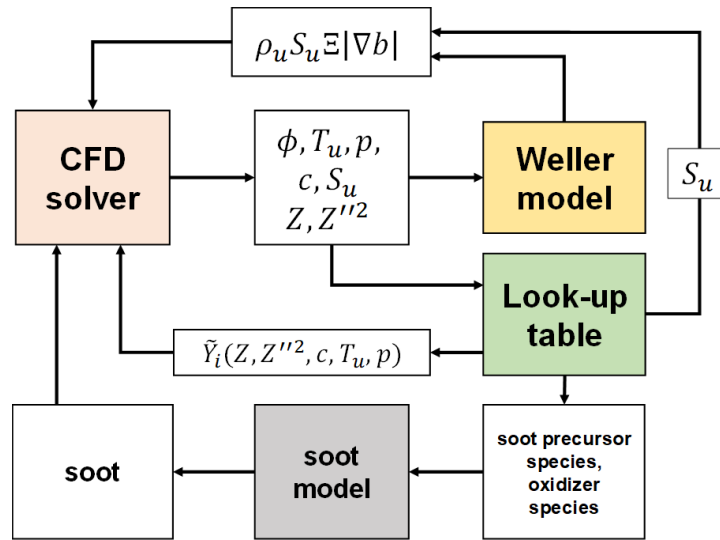 ρ_u S_u Ξ|∇b|
CFD
solver
ϕ, T_u, p,
c, S_u
Z, Z''²
Weller
model
S_u
Look-up
table
Ỹ_i(Z, Z''², c, T_u, p)
soot
soot
model
soot precursor
species,
oxidizer
species